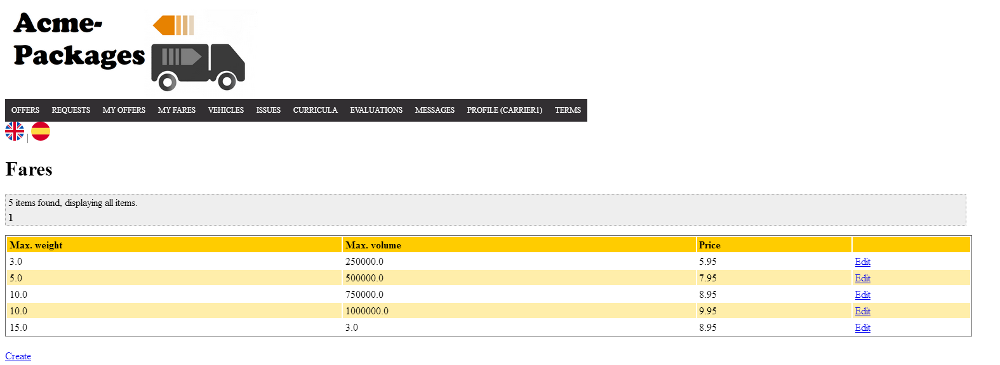 Acme-
Packages
OFFERS REQUESTS MY OFFERS MY FARES VEHICLES ISSUES CURRICULA EVALUATIONS MESSAGES PROFILE (CARRIER1) TERMS
|
Fares
5 items found, displaying all items.
1
Max. weight Max. volume Price
3.0 250000.0 5.95 Edit
5.0 500000.0 7.95 Edit
10.0 750000.0 8.95 Edit
10.0 1000000.0 9.95 Edit
15.0 3.0 8.95 Edit
Create